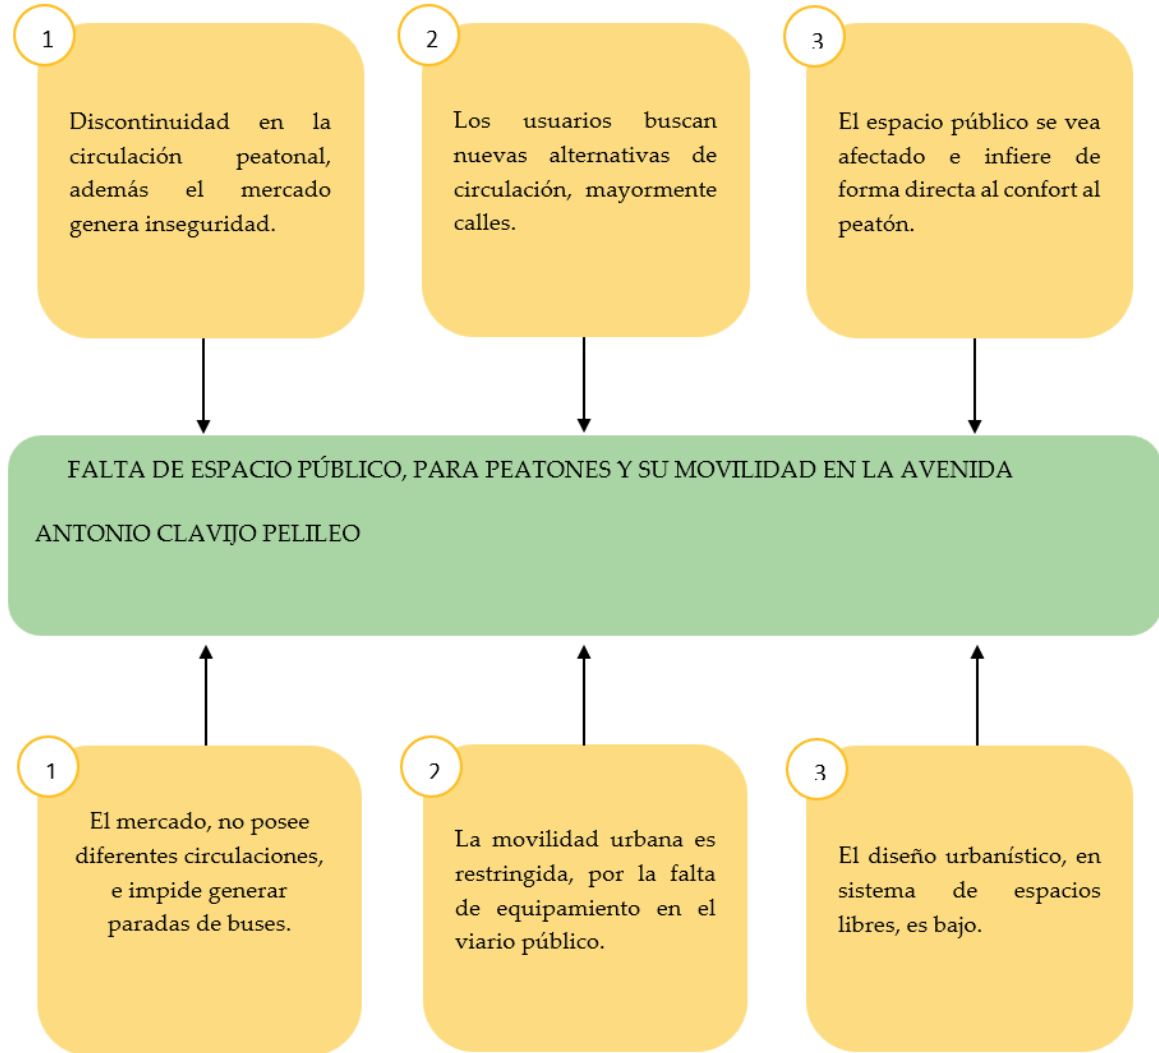 1
Discontinuidad en la
circulación peatonal,
además el mercado
genera inseguridad.
2
Los usuarios buscan
nuevas alternativas de
circulación, mayormente
calles.
3
El espacio público se vea
afectado e infiere de
forma directa al confort al
peatón.
FALTA DE ESPACIO PÚBLICO, PARA PEATONES Y SU MOVILIDAD EN LA AVENIDA
ANTONIO CLAVIJO PELILEO
1
El mercado, no posee
diferentes circulaciones,
e impide generar
paradas de buses.
2
La movilidad urbana es
restringida, por la falta
de equipamiento en el
viario público.
3
El diseño urbanístico, en
sistema de espacios
libres, es bajo.